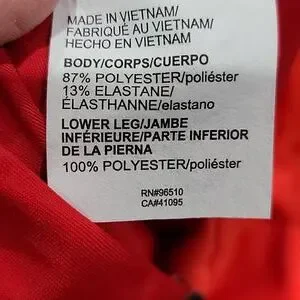 MADE IN VIETNAM/
FABRIQUÉ AU VIETNAM/
HECHO EN VIETNAM
BODY/CORPS/CUERPO
87% POLYESTER/poliéster
13% ELASTANE/
ÉLASTHANNE/elastano
LOWER LEG/JAMBE
INFÉRIEURE/PARTE INFERIOR
DE LA PIERNA
100% POLYESTER/poliéster
RN#96510
CA#41095